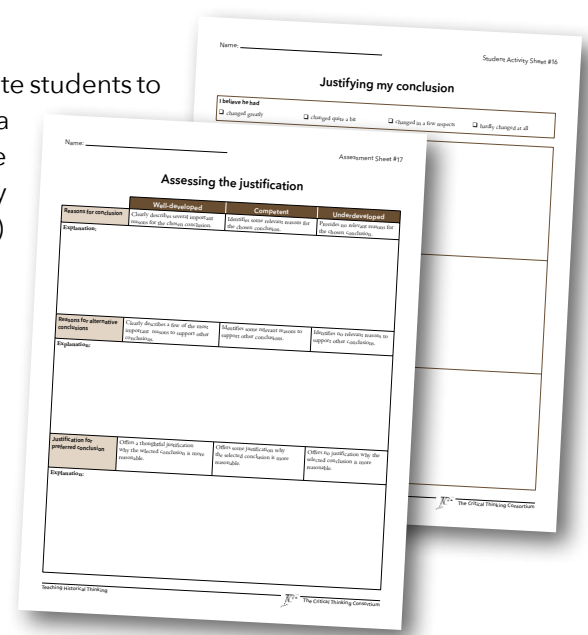 te students to
a
e
y
)
Name:
Student Activity Sheet #16
Justifying my conclusion
I believe he had
❑ changed greatly ❑ changed quite a bit ❑ changed in a few respects ❑ hardly changed at all
The Critical Thinking Consortium
Name:
Assessment Sheet #17
Assessing the justification
Well-developed Competent Underdeveloped
Reasons for conclusion
Clearly describes several important
reasons for the chosen conclusion.
Identifies some relevant reasons for
the chosen conclusion.
Provides no relevant reasons for
the chosen conclusion.
Explanation:
Reasons for alternative
conclusions
Clearly describes a few of the most
important reasons to support other
conclusions.
Identifies some relevant reasons to
support other conclusions.
Identifies no relevant reasons to
support other conclusions.
Explanation:
Justification for
preferred conclusion
Offers a thoughtful justification
why the selected conclusion is more
reasonable.
Offers some justification why
the selected conclusion is more
reasonable.
Offers no justification why the
selected conclusion is more
reasonable.
Explanation:
Teaching Historical Thinking
The Critical Thinking Consortium